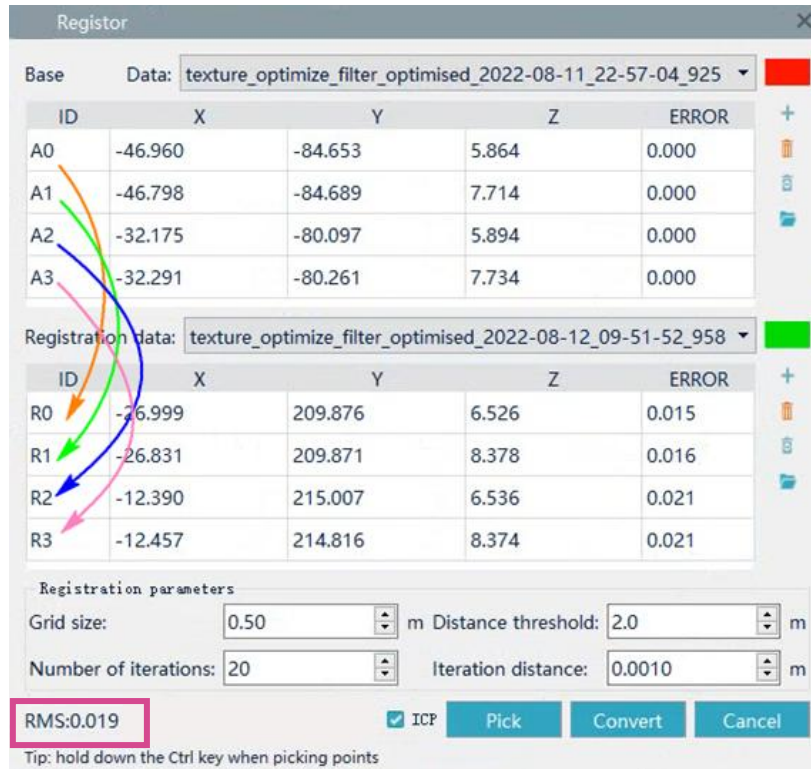 Registor
Base Data: texture_optimize_filter_optimised_2022-08-11_22-57-04_925
ID X Y Z ERROR
A0 -46.960 -84.653 5.864 0.000
A1 -46.798 -84.689 7.714 0.000
A2 -32.175 -80.097 5.894 0.000
A3 -32.291 -80.261 7.734 0.000
Registration data: texture_optimize_filter_optimised_2022-08-12_09-51-52_958
ID X Y Z ERROR
R0 -26.999 209.876 6.526 0.015
R1 -26.831 209.871 8.378 0.016
R2 -12.390 215.007 6.536 0.021
R3 -12.457 214.816 8.374 0.021
Registration parameters
Grid size: 0.50 m Distance threshold: 2.0 m
Number of iterations: 20 Iteration distance: 0.0010 m
RMS:0.019 ICP Pick Convert Cancel
Tip: hold down the Ctrl key when picking points